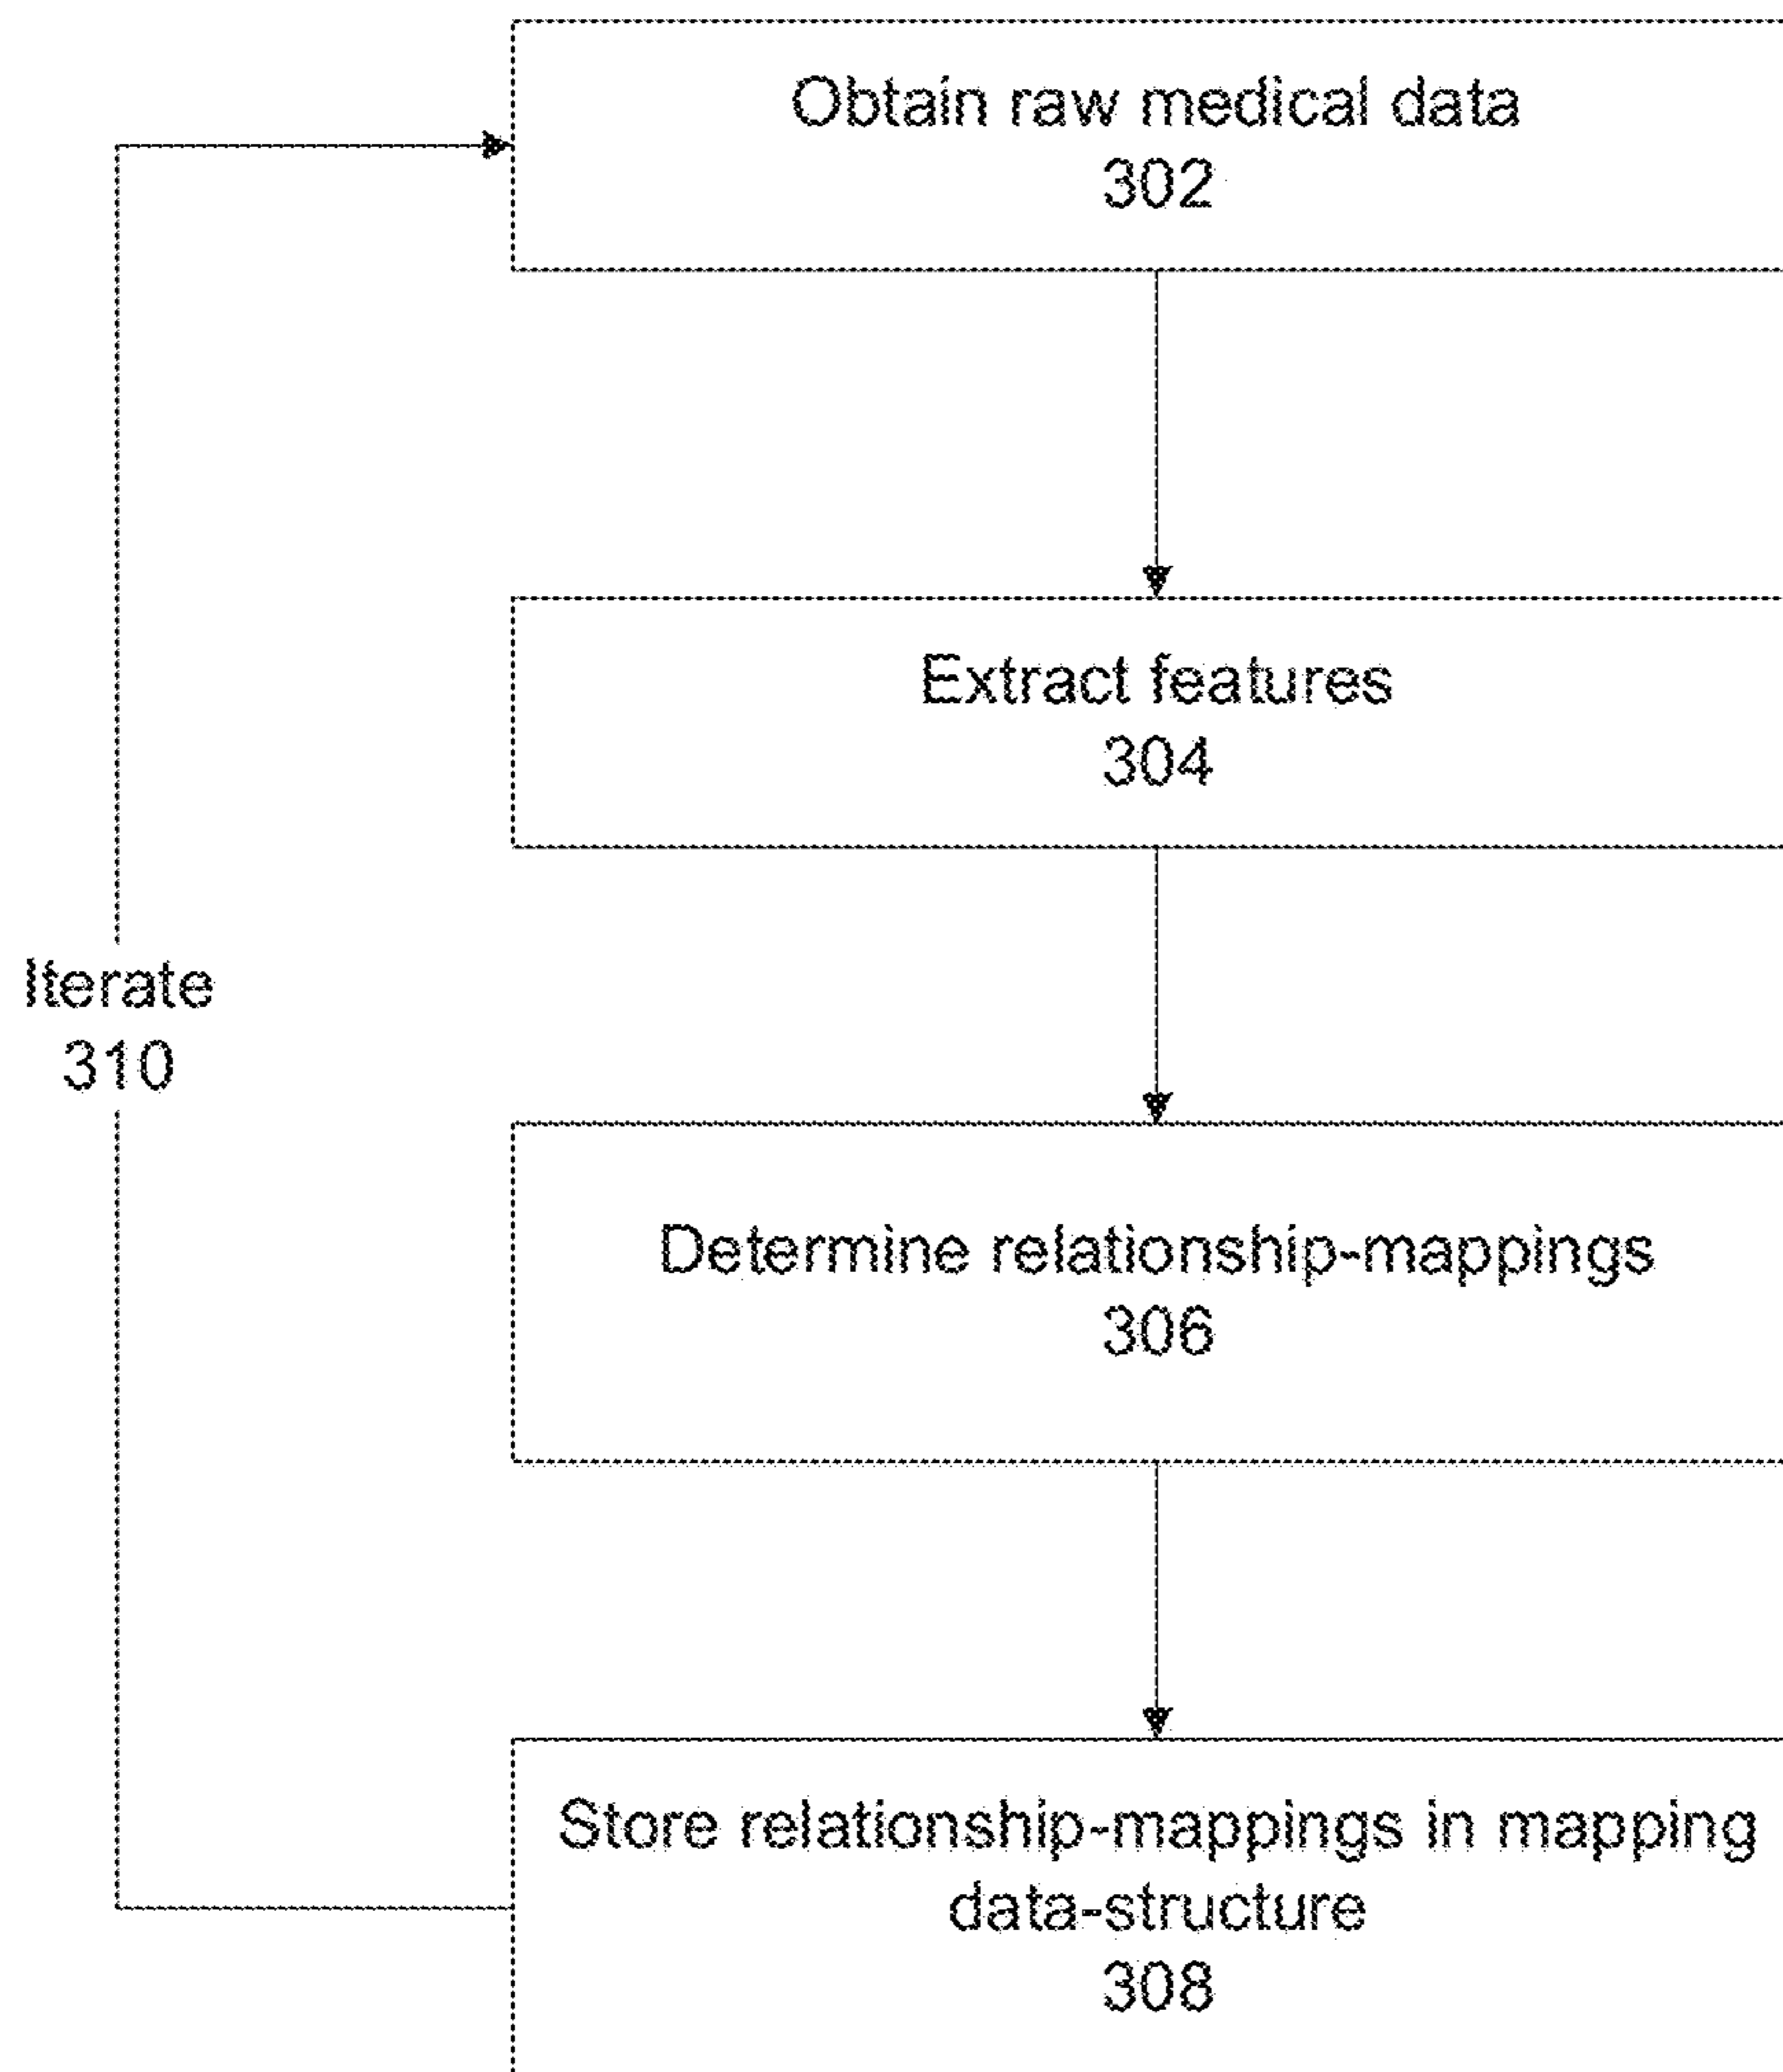 Obtain raw medical data
302
Extract features
304
Iterate
310
Determine relationship-mappings
306
Store relationship-mappings in mapping
data-structure
308